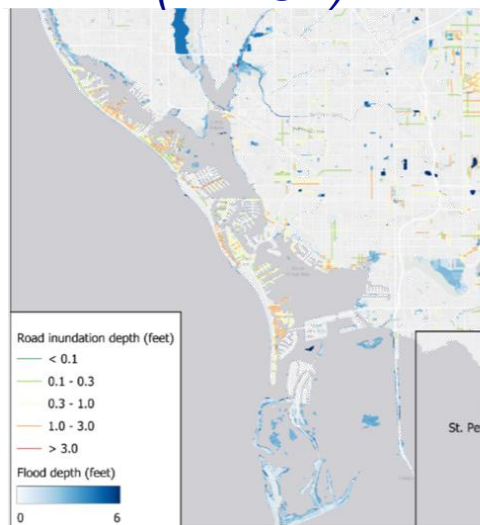 Road inundation depth (feet)
< 0.1
0.1 - 0.3
0.3 - 1.0
1.0 - 3.0
> 3.0
Flood depth (feet)
0 6
St. Pe